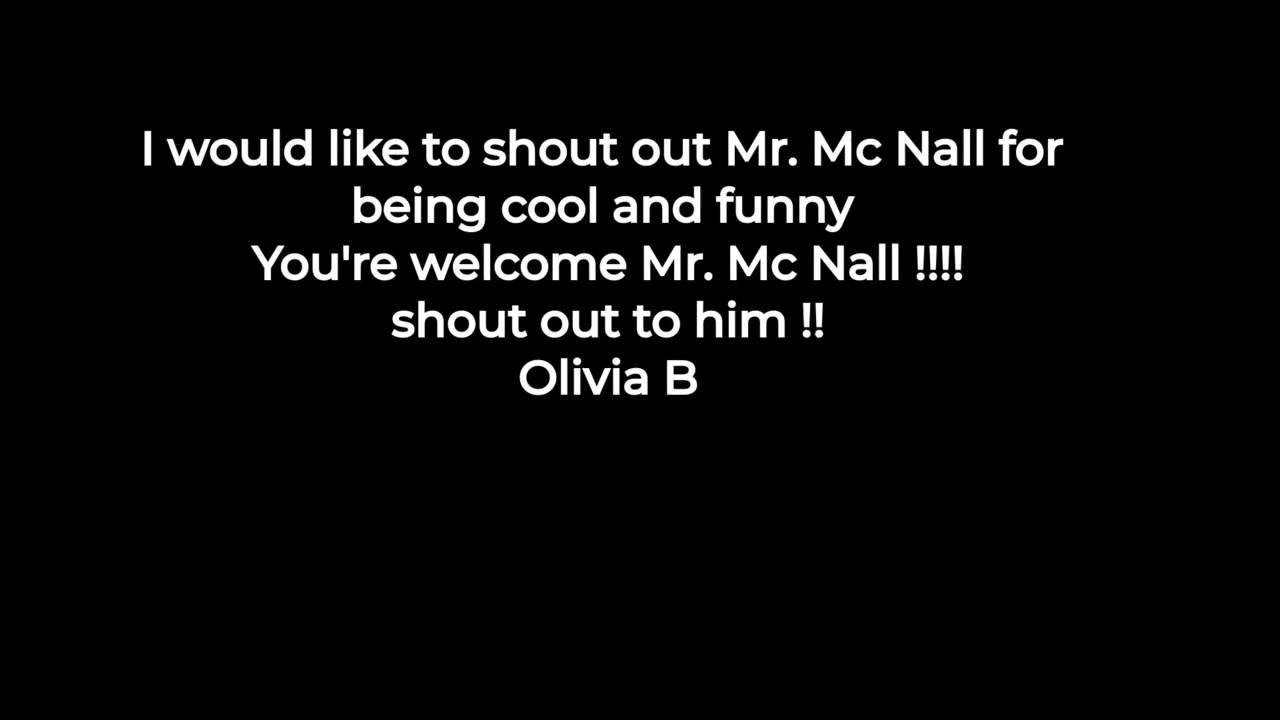 I would like to shout out Mr. Mc Nall for
being cool and funny
You're welcome Mr. Mc Nall !!!!
shout out to him !!
Olivia B